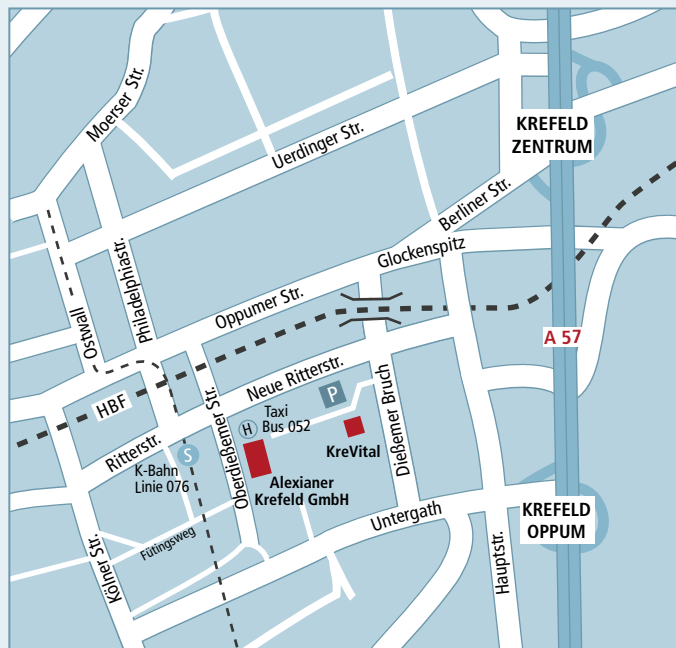 Moerser Str.
KREFELD
ZENTRUM
Uerdinger Str.
Berliner Str.
Philadelphiastr.
Glockenspitz
Ostwall
Oppumer Str.
A 57
HBF
Neue Ritterstr.
P
Dießemer Bruch
Oberdießemer Str.
H
Taxi
Bus 052
Ritterstr.
S
KreVital
K-Bahn
Linie 076
Alexianer
Krefeld GmbH
KREFELD
OPPUM
Untergath
Fütingsweg
Kölner Str.
Hauptstr.